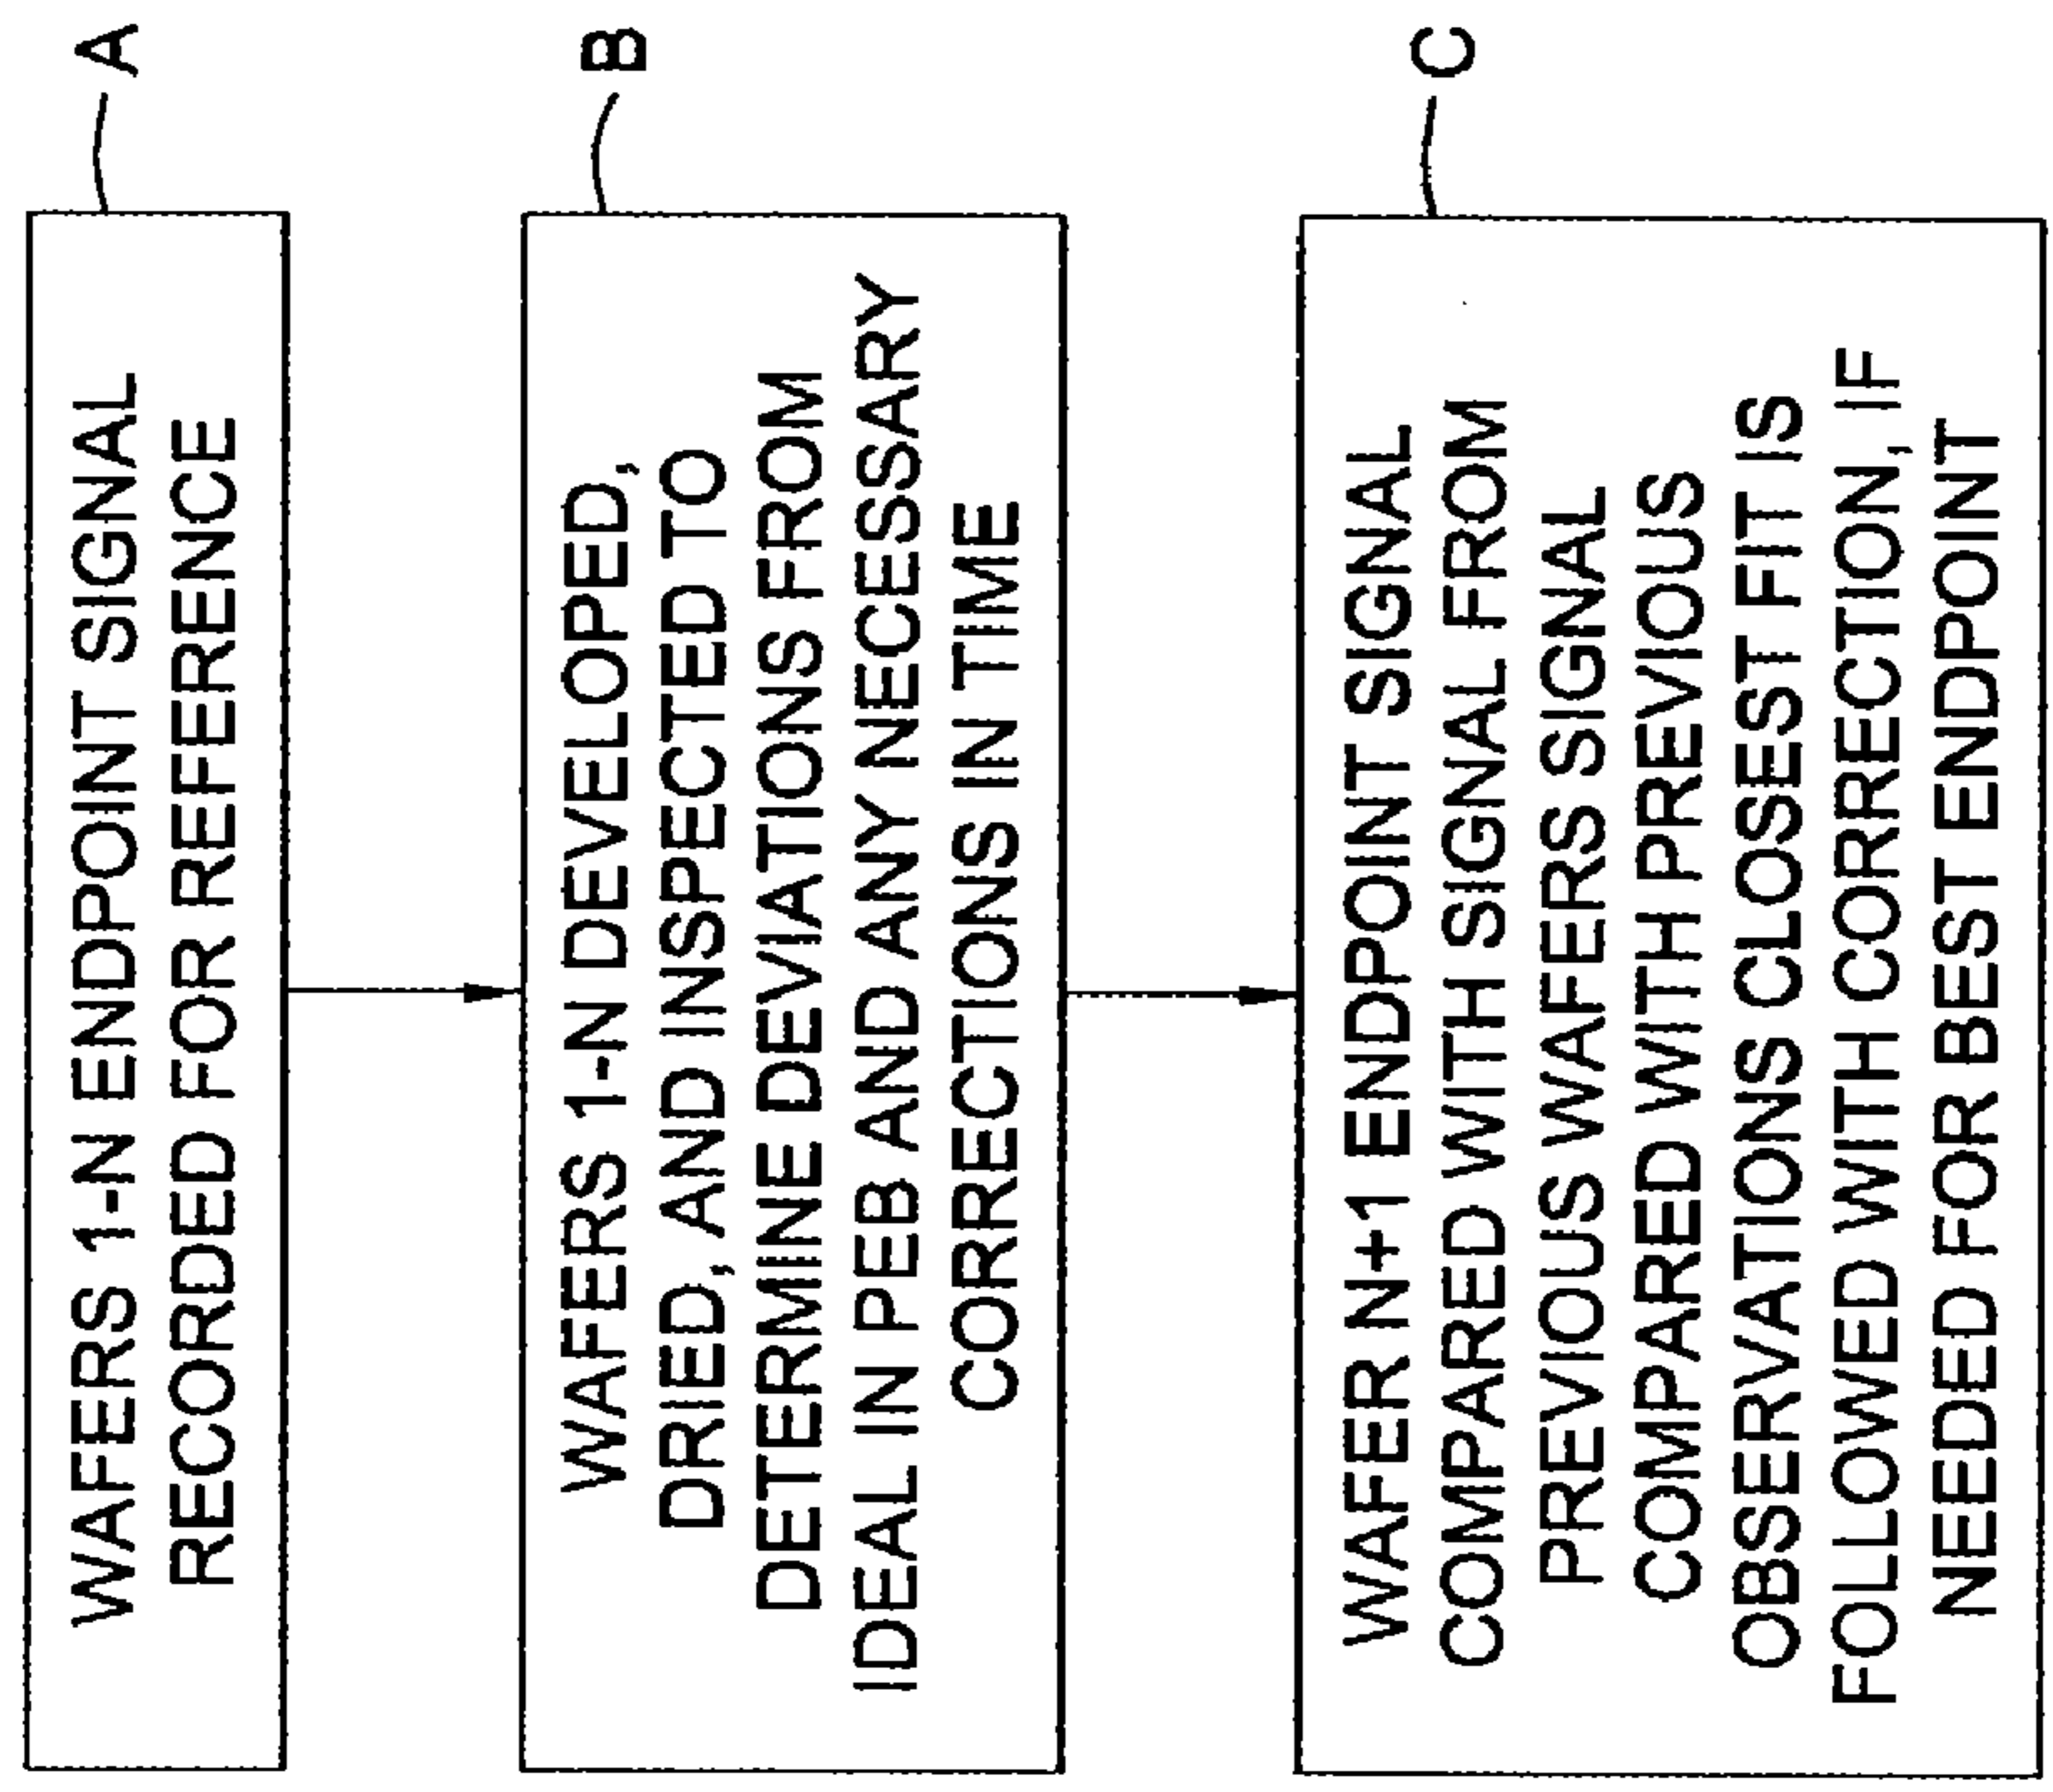 A
WAFERS 1-N ENDPOINT SIGNAL
RECORDED FOR REFERENCE
B
WAFERS 1-N DEVELOPED,
DRIED, AND INSPECTED TO
DETERMINE DEVIATIONS FROM
IDEAL IN PEB AND ANY NECESSARY
CORRECTIONS IN TIME
C
WAFER N+1 ENDPOINT SIGNAL
COMPARED WITH SIGNAL FROM
PREVIOUS WAFERS SIGNAL
COMPARED WITH PREVIOUS
OBSERVATIONS CLOSEST FIT IS
FOLLOWED WITH CORRECTION, IF
NEEDED FOR BEST ENDPOINT